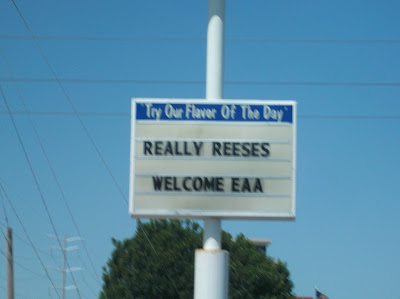 "Try Our Flavor Of The Day"
REALLY REESES
WELCOME EAA